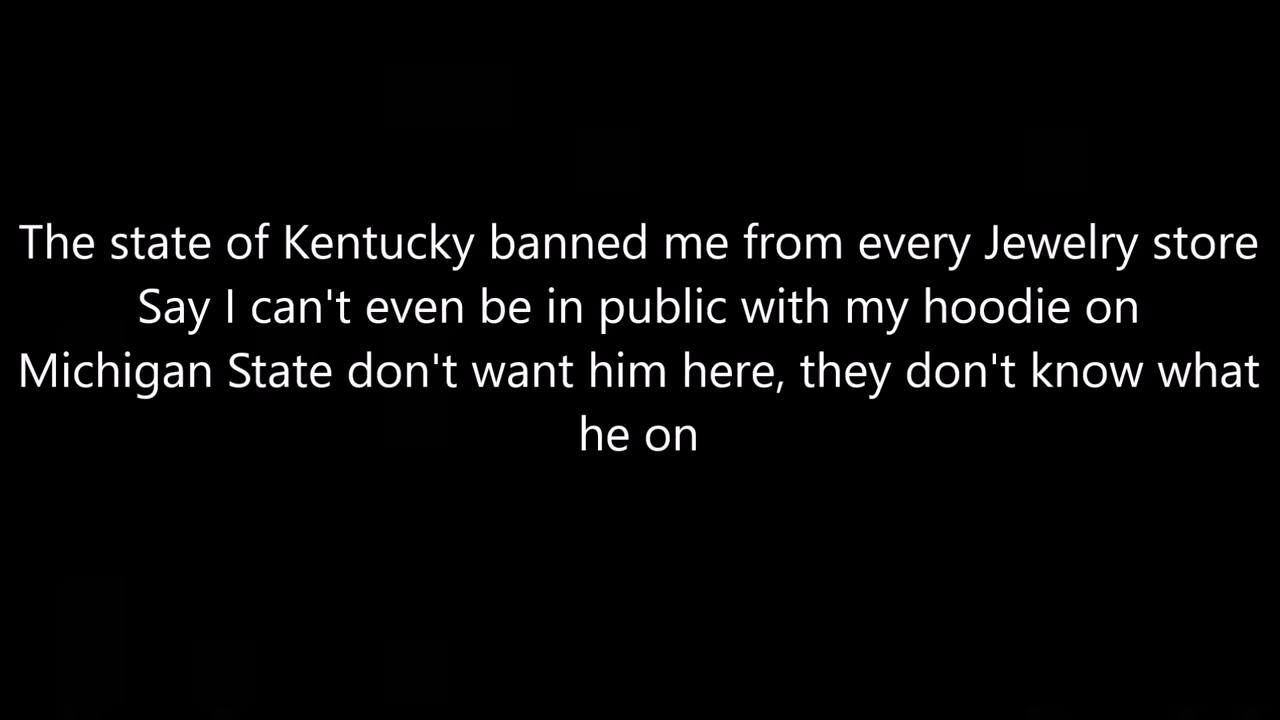 The state of Kentucky banned me from every Jewelry store
Say I can't even be in public with my hoodie on
Michigan State don't want him here, they don't know what
he on